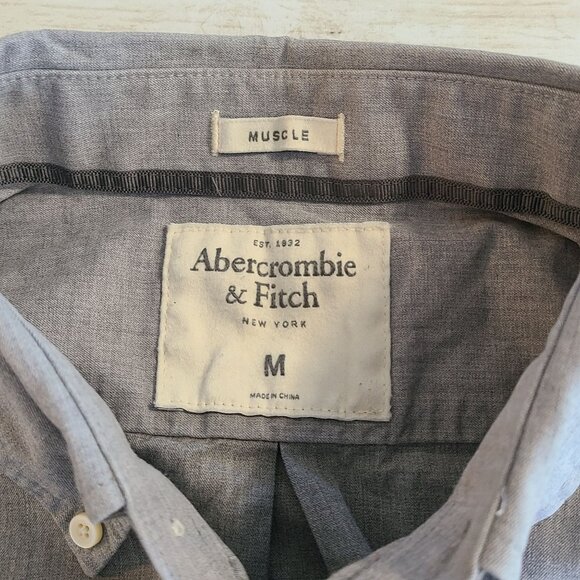 MUSCLE
EST. 1892
Abercrombie
& Fitch
NEW YORK
M
MADE IN CHINA